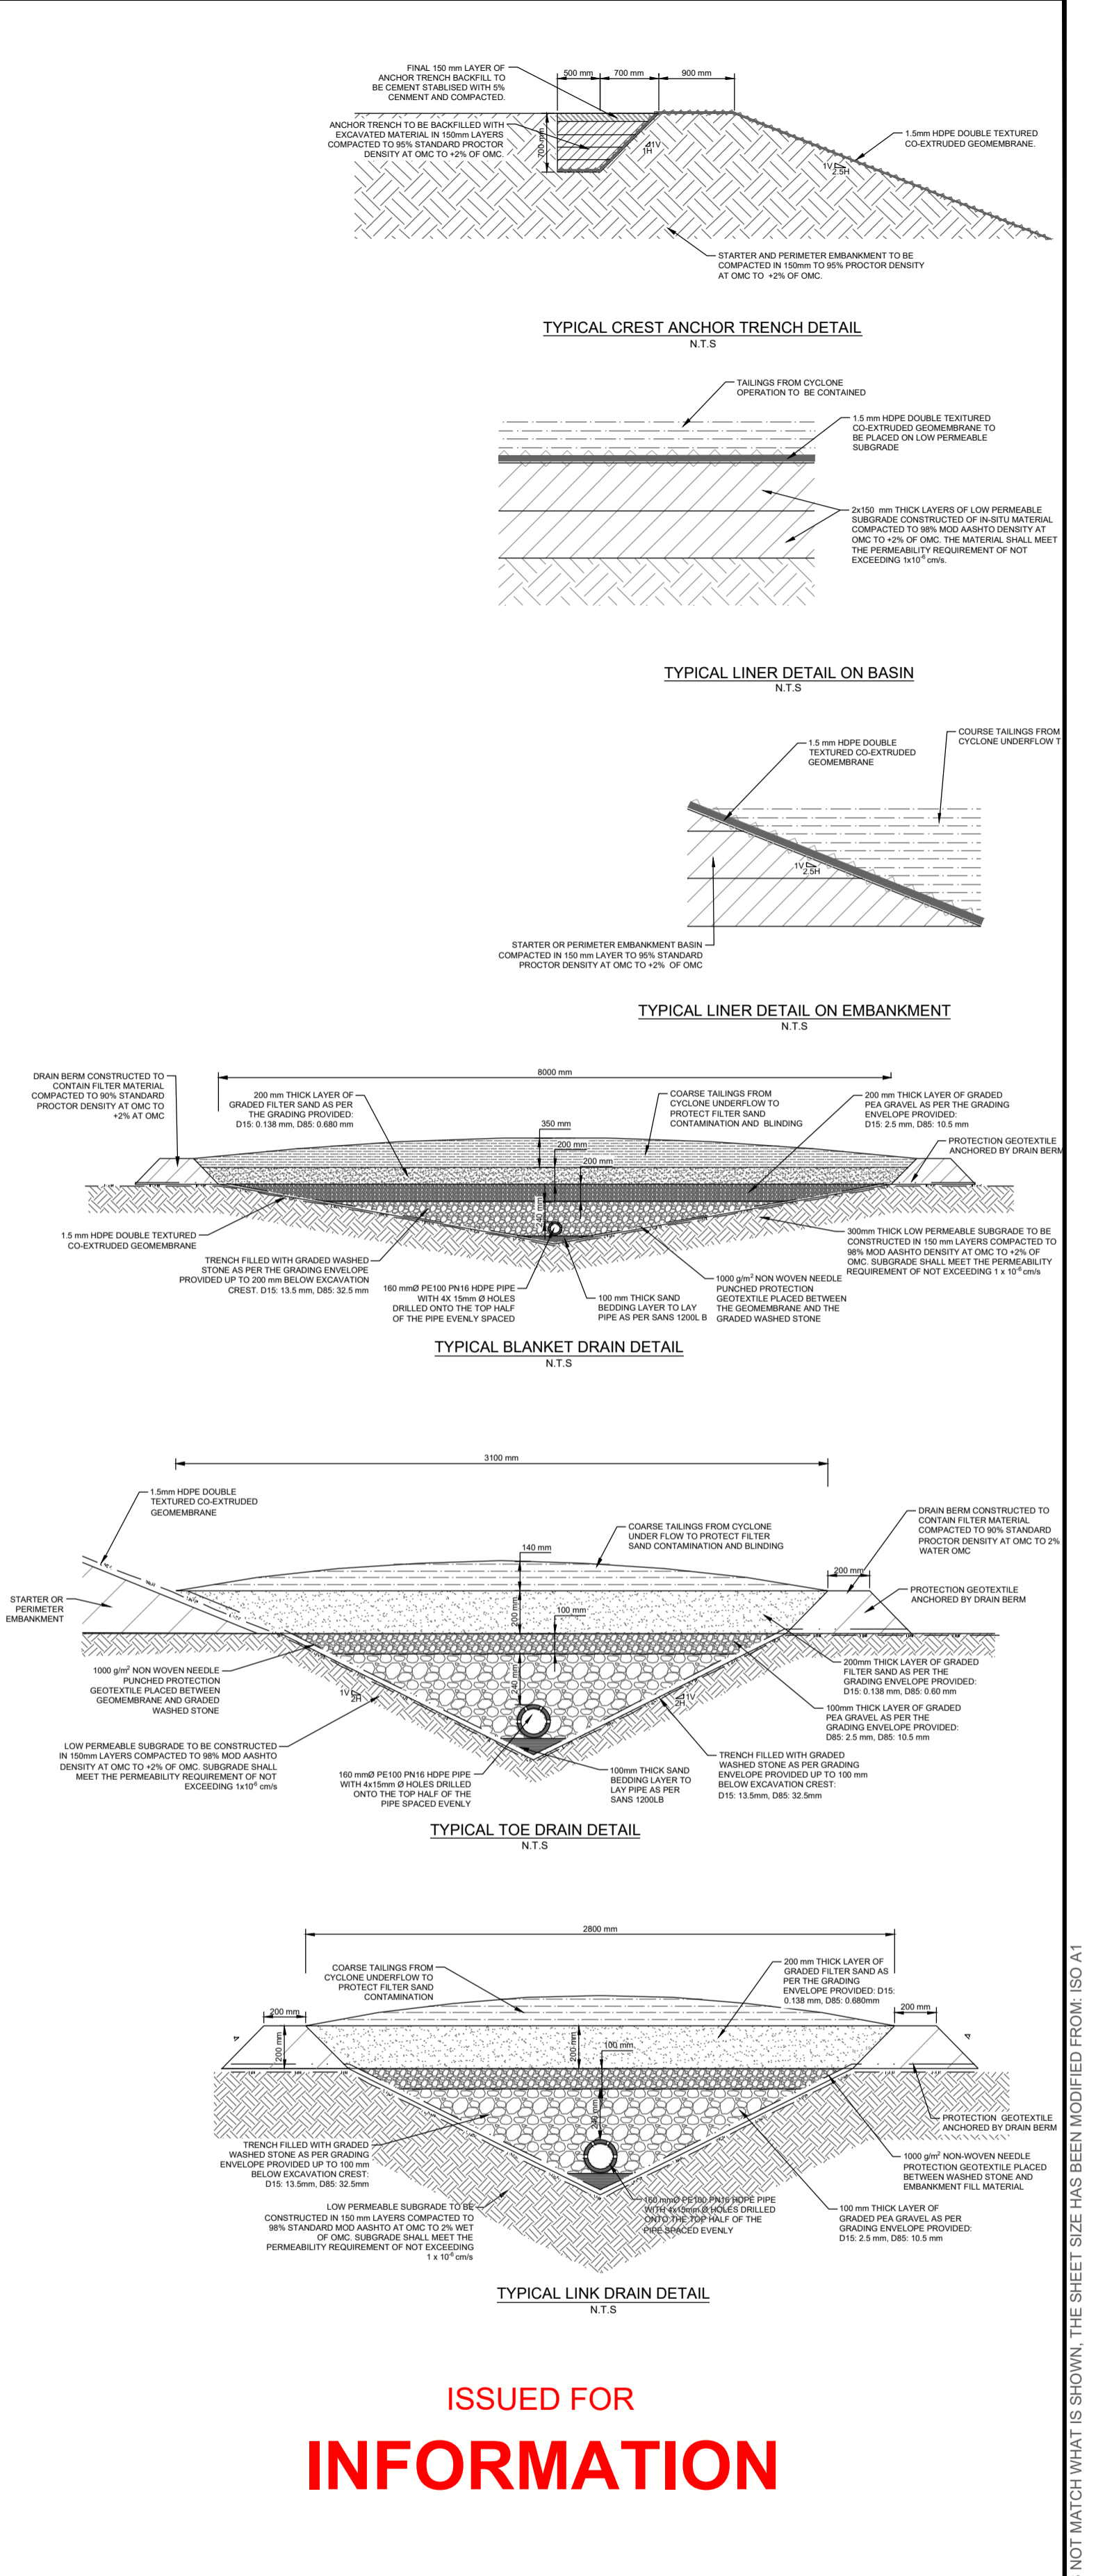 FINAL 150 mm LAYER OF
ANCHOR TRENCH BACKFILL TO
BE CEMENT STABLISED WITH 5%
CENMENT AND COMPACTED.
500 mm
700 mm
900 mm
ANCHOR TRENCH TO BE BACKFILLED WITH
EXCAVATED MATERIAL IN 150mm LAYERS
COMPACTED TO 95% STANDARD PROCTOR
DENSITY AT OMC TO +2% OF OMC.
700 mm
1V
1H
1.5mm HDPE DOUBLE TEXTURED
CO-EXTRUDED GEOMEMBRANE.
1V
2.5H
STARTER AND PERIMETER EMBANKMENT TO BE
COMPACTED IN 150mm TO 95% PROCTOR DENSITY
AT OMC TO +2% OF OMC.
TYPICAL CREST ANCHOR TRENCH DETAIL
N.T.S
TAILINGS FROM CYCLONE
OPERATION TO BE CONTAINED
1.5 mm HDPE DOUBLE TEXITURED
CO-EXTRUDED GEOMEMBRANE TO
BE PLACED ON LOW PERMEABLE
SUBGRADE
2x150 mm THICK LAYERS OF LOW PERMEABLE
SUBGRADE CONSTRUCTED OF IN-SITU MATERIAL
COMPACTED TO 98% MOD AASHTO DENSITY AT
OMC TO +2% OF OMC. THE MATERIAL SHALL MEET
THE PERMEABILITY REQUIREMENT OF NOT
EXCEEDING 1x10⁻⁶ cm/s.
TYPICAL LINER DETAIL ON BASIN
N.T.S
COURSE TAILINGS FROM
CYCLONE UNDERFLOW T
1.5 mm HDPE DOUBLE
TEXTURED CO-EXTRUDED
GEOMEMBRANE
1V
2.5H
STARTER OR PERIMETER EMBANKMENT BASIN
COMPACTED IN 150 mm LAYER TO 95% STANDARD
PROCTOR DENSITY AT OMC TO +2% OF OMC
TYPICAL LINER DETAIL ON EMBANKMENT
N.T.S
8000 mm
DRAIN BERM CONSTRUCTED TO
CONTAIN FILTER MATERIAL
COMPACTED TO 90% STANDARD
PROCTOR DENSITY AT OMC TO
+2% AT OMC
200 mm THICK LAYER OF
GRADED FILTER SAND AS PER
THE GRADING PROVIDED:
D15: 0.138 mm, D85: 0.680 mm
COARSE TAILINGS FROM
CYCLONE UNDERFLOW TO
PROTECT FILTER SAND
CONTAMINATION AND BLINDING
200 mm THICK LAYER OF GRADED
PEA GRAVEL AS PER THE GRADING
ENVELOPE PROVIDED:
D15: 2.5 mm, D85: 10.5 mm
350 mm
200 mm
200 mm
240 mm
PROTECTION GEOTEXTILE
ANCHORED BY DRAIN BERM
1.5 mm HDPE DOUBLE TEXTURED
CO-EXTRUDED GEOMEMBRANE
TRENCH FILLED WITH GRADED WASHED
STONE AS PER THE GRADING ENVELOPE
PROVIDED UP TO 200 mm BELOW EXCAVATION
CREST. D15: 13.5 mm, D85: 32.5 mm
160 mmØ PE100 PN16 HDPE PIPE
WITH 4X 15mm Ø HOLES
DRILLED ONTO THE TOP HALF
OF THE PIPE EVENLY SPACED
100 mm THICK SAND
BEDDING LAYER TO LAY
PIPE AS PER SANS 1200L B
1000 g/m² NON WOVEN NEEDLE
PUNCHED PROTECTION
GEOTEXTILE PLACED BETWEEN
THE GEOMEMBRANE AND THE
GRADED WASHED STONE
300mm THICK LOW PERMEABLE SUBGRADE TO BE
CONSTRUCTED IN 150 mm LAYERS COMPACTED TO
98% MOD AASHTO DENSITY AT OMC TO +2% OF
OMC. SUBGRADE SHALL MEET THE PERMEABILITY
REQUIREMENT OF NOT EXCEEDING 1 x 10⁻⁶ cm/s
TYPICAL BLANKET DRAIN DETAIL
N.T.S
3100 mm
1.5mm HDPE DOUBLE
TEXTURED CO-EXTRUDED
GEOMEMBRANE
COARSE TAILINGS FROM CYCLONE
UNDER FLOW TO PROTECT FILTER
SAND CONTAMINATION AND BLINDING
DRAIN BERM CONSTRUCTED TO
CONTAIN FILTER MATERIAL
COMPACTED TO 90% STANDARD
PROCTOR DENSITY AT OMC TO 2%
WATER OMC
140 mm
200 mm
200 mm
100 mm
240 mm
STARTER OR
PERIMETER
EMBANKMENT
PROTECTION GEOTEXTILE
ANCHORED BY DRAIN BERM
1000 g/m² NON WOVEN NEEDLE
PUNCHED PROTECTION
GEOTEXTILE PLACED BETWEEN
GEOMEMBRANE AND GRADED
WASHED STONE
1V
2H
1V
2H
200mm THICK LAYER OF GRADED
FILTER SAND AS PER THE
GRADING ENVELOPE PROVIDED:
D15: 0.138 mm, D85: 0.60 mm
100mm THICK LAYER OF GRADED
PEA GRAVEL AS PER THE
GRADING ENVELOPE PROVIDED:
D85: 2.5 mm, D85: 10.5 mm
LOW PERMEABLE SUBGRADE TO BE CONSTRUCTED
IN 150mm LAYERS COMPACTED TO 98% MOD AASHTO
DENSITY AT OMC TO +2% OF OMC. SUBGRADE SHALL
MEET THE PERMEABILITY REQUIREMENT OF NOT
EXCEEDING 1x10⁻⁶ cm/s
160 mmØ PE100 PN16 HDPE PIPE
WITH 4x15mm Ø HOLES DRILLED
ONTO THE TOP HALF OF THE
PIPE SPACED EVENLY
100mm THICK SAND
BEDDING LAYER TO
LAY PIPE AS PER
SANS 1200LB
TRENCH FILLED WITH GRADED
WASHED STONE AS PER GRADING
ENVELOPE PROVIDED UP TO 100 mm
BELOW EXCAVATION CREST:
D15: 13.5mm, D85: 32.5mm
TYPICAL TOE DRAIN DETAIL
N.T.S
2800 mm
COARSE TAILINGS FROM
CYCLONE UNDERFLOW TO
PROTECT FILTER SAND
CONTAMINATION
200 mm THICK LAYER OF
GRADED FILTER SAND AS
PER THE GRADING
ENVELOPE PROVIDED: D15:
0.138 mm, D85: 0.680mm
200 mm
200 mm
200 mm
200 mm
100 mm
240 mm
PROTECTION GEOTEXTILE
ANCHORED BY DRAIN BERM
TRENCH FILLED WITH GRADED
WASHED STONE AS PER GRADING
ENVELOPE PROVIDED UP TO 100 mm
BELOW EXCAVATION CREST:
D15: 13.5mm, D85: 32.5mm
1000 g/m² NON-WOVEN NEEDLE
PROTECTION GEOTEXTILE PLACED
BETWEEN WASHED STONE AND
EMBANKMENT FILL MATERIAL
LOW PERMEABLE SUBGRADE TO BE
CONSTRUCTED IN 150 mm LAYERS COMPACTED TO
98% STANDARD MOD AASHTO AT OMC TO 2% WET
OF OMC. SUBGRADE SHALL MEET THE
PERMEABILITY REQUIREMENT OF NOT EXCEEDING
1 x 10⁻⁶ cm/s
160 mmØ PE100 PN16 HDPE PIPE
WITH 4x15mm Ø HOLES DRILLED
ONTO THE TOP HALF OF THE
PIPE SPACED EVENLY
100 mm THICK LAYER OF
GRADED PEA GRAVEL AS PER
GRADING ENVELOPE PROVIDED:
D15: 2.5 mm, D85: 10.5 mm
TYPICAL LINK DRAIN DETAIL
N.T.S
ISSUED FOR
INFORMATION
NOT MATCH WHAT IS SHOWN, THE SHEET SIZE HAS BEEN MODIFIED FROM: ISO A1